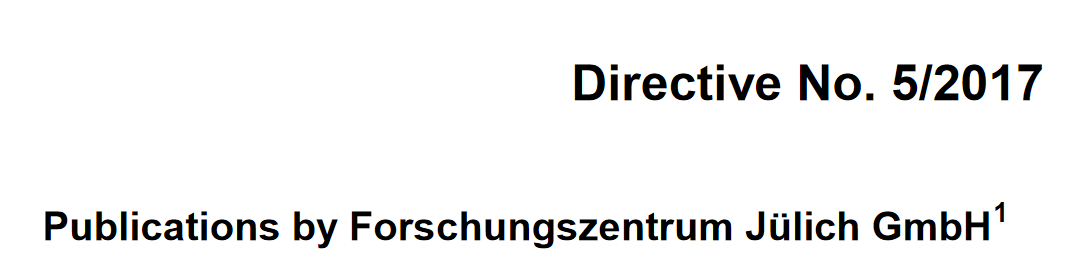 Directive No. 5/2017
Publications by Forschungszentrum Jülich GmbH¹